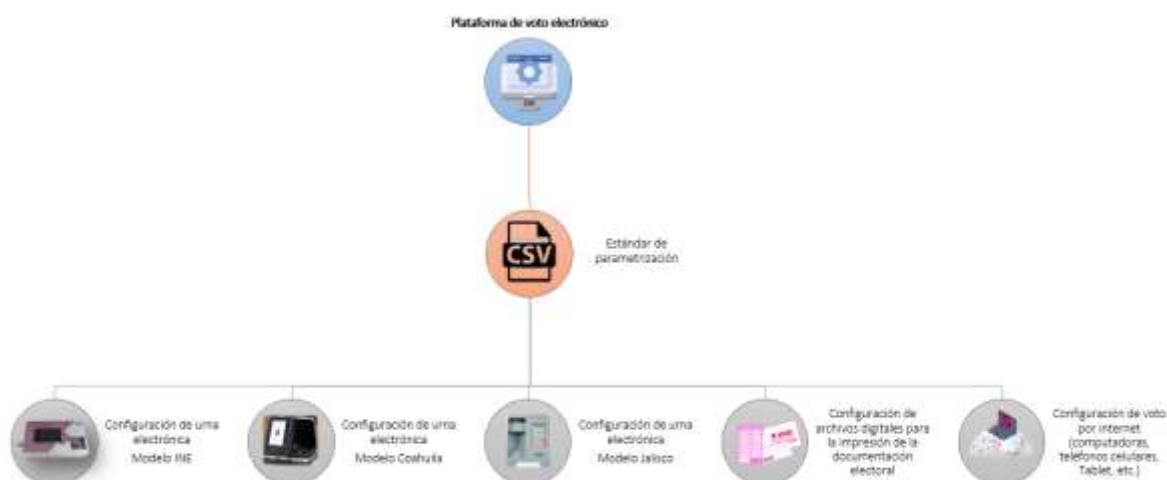 Plataforma de voto electrónico
CSV
Estándar de
parametrización
Configuración de urna
electrónica
Modelo INE
Configuración de urna
electrónica
Modelo Coahuila
Configuración de urna
electrónica
Modelo Jalisco
Configuración de
archivos digitales para
la impresión de la
documentación
electoral
Configuración de voto
por internet
(computadoras,
teléfonos celulares,
Tablet, etc.)